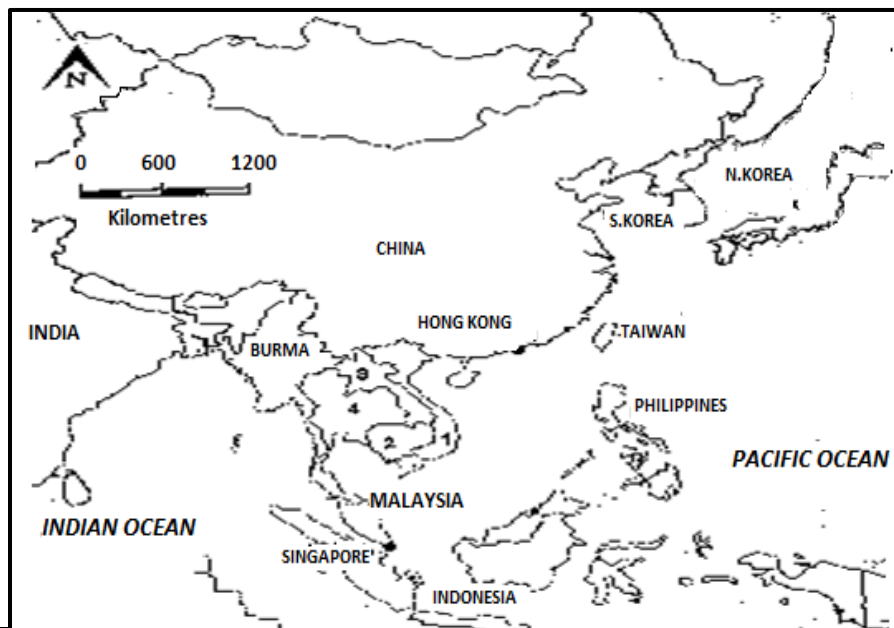 N
0 600 1200
Kilometres
N.KOREA
S.KOREA
CHINA
HONG KONG
INDIA
TAIWAN
BURMA
3
4
PHILIPPINES
2
1
PACIFIC OCEAN
MALAYSIA
INDIAN OCEAN
SINGAPORE'
INDONESIA